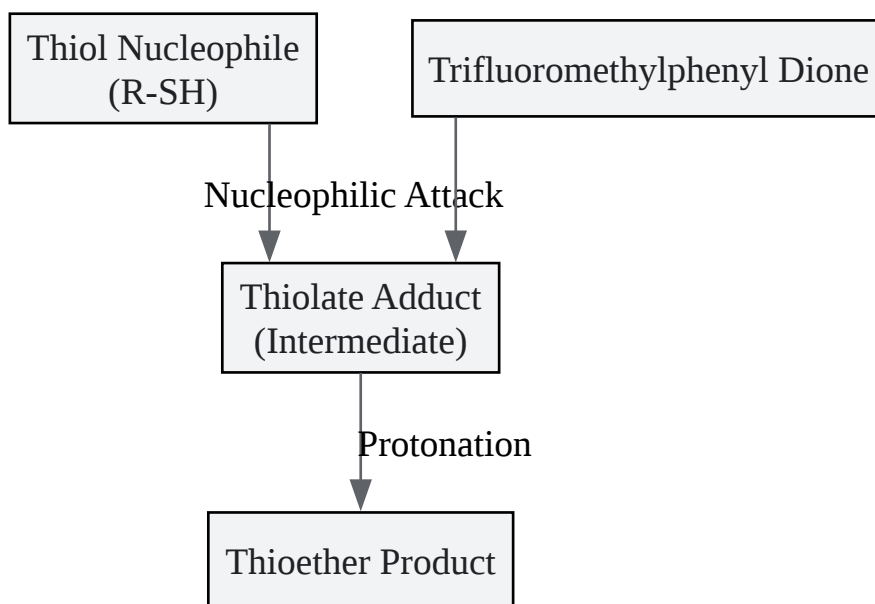 Thiol Nucleophile
(R-SH)
Trifluoromethylphenyl Dione
Nucleophilic Attack
Thiolate Adduct
(Intermediate)
Protonation
Thioether Product